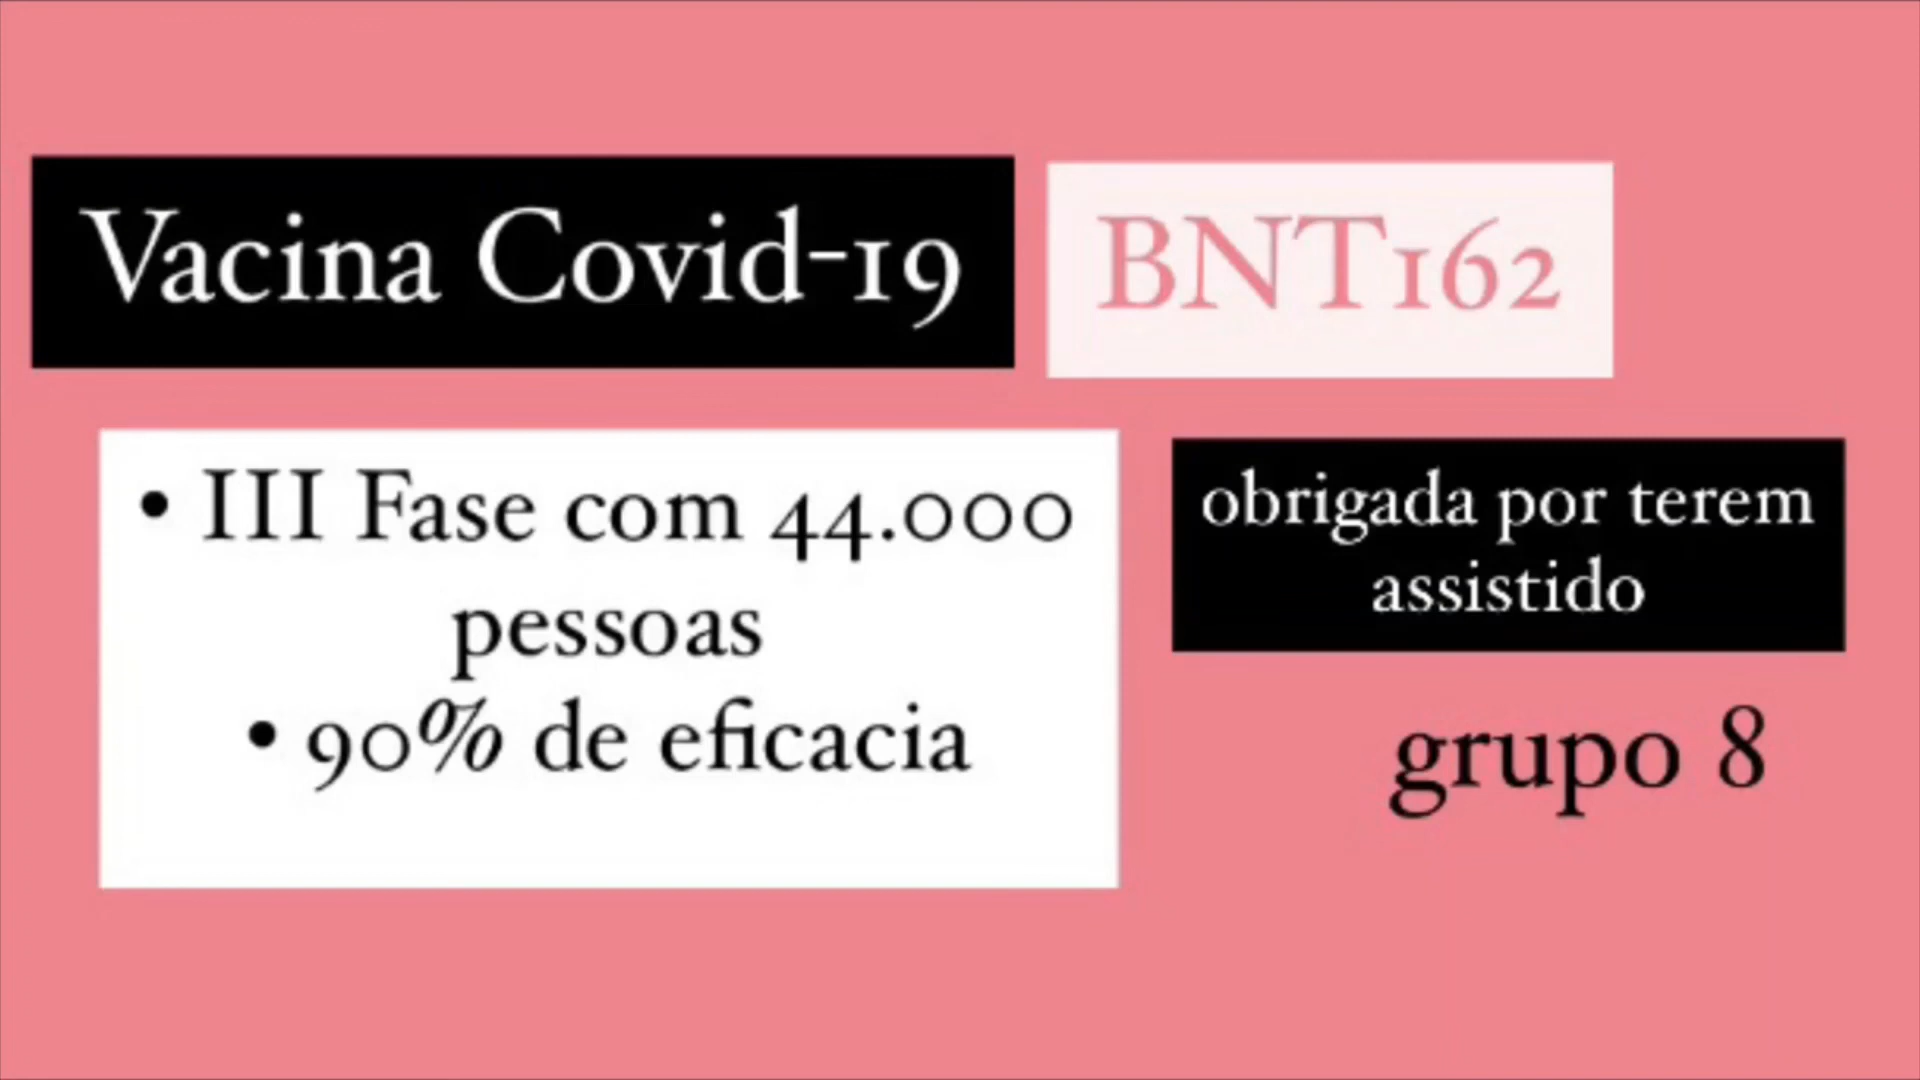 Vacina Covid-19
BNT162
• III Fase com 44.000
pessoas
• 90% de eficacia
obrigada por terem
assistido
grupo 8